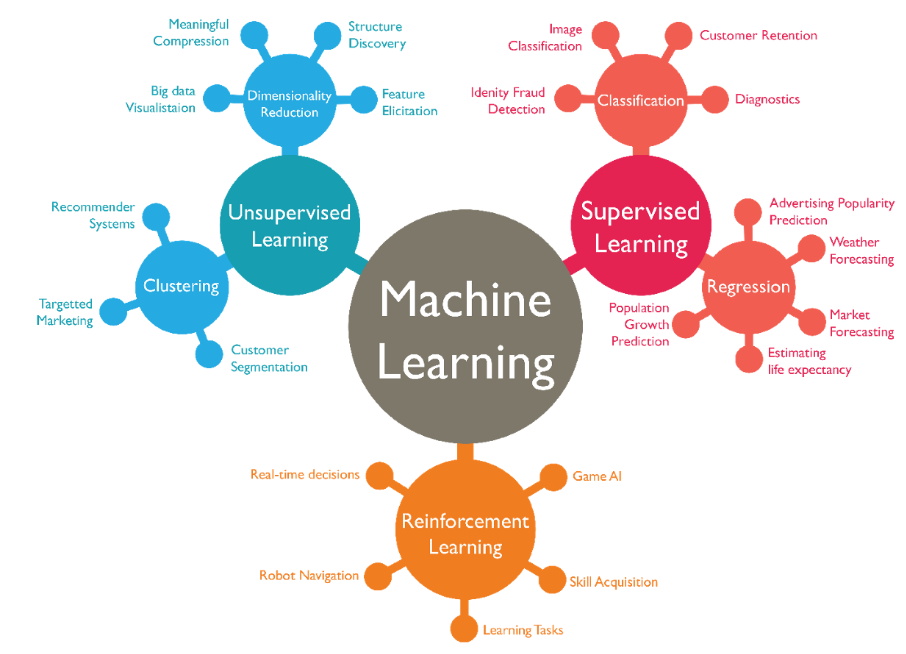 Meaningful
Compression
Structure
Discovery
Big data
Visualistaion
Dimensionality
Reduction
Feature
Elicitation
Image
Classification
Customer Retention
Idenity Fraud
Detection
Classification
Diagnostics
Unsupervised
Learning
Supervised
Learning
Recommender
Systems
Clustering
Targetted
Marketing
Customer
Segmentation
Advertising Popularity
Prediction
Weather
Forecasting
Regression
Population
Growth
Prediction
Market
Forecasting
Estimating
life expectancy
Machine
Learning
Real-time decisions
Game AI
Reinforcement
Learning
Robot Navigation
Skill Acquisition
Learning Tasks